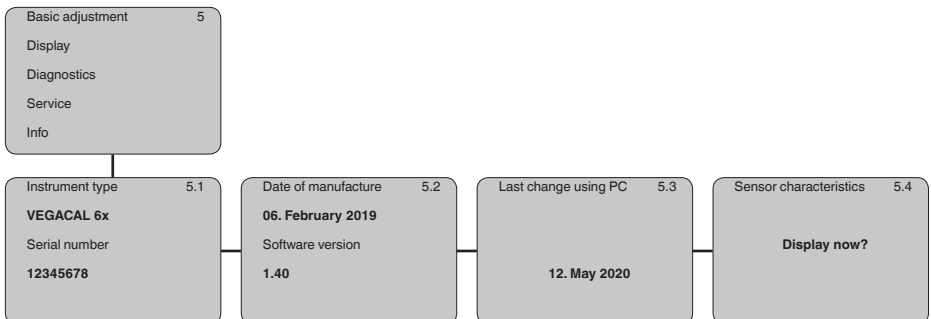 Basic adjustment 5
Display
Diagnostics
Service
Info
Instrument type 5.1
VEGACAL 6x
Serial number
12345678
Date of manufacture 5.2
06. February 2019
Software version
1.40
Last change using PC 5.3
12. May 2020
Sensor characteristics 5.4
Display now?